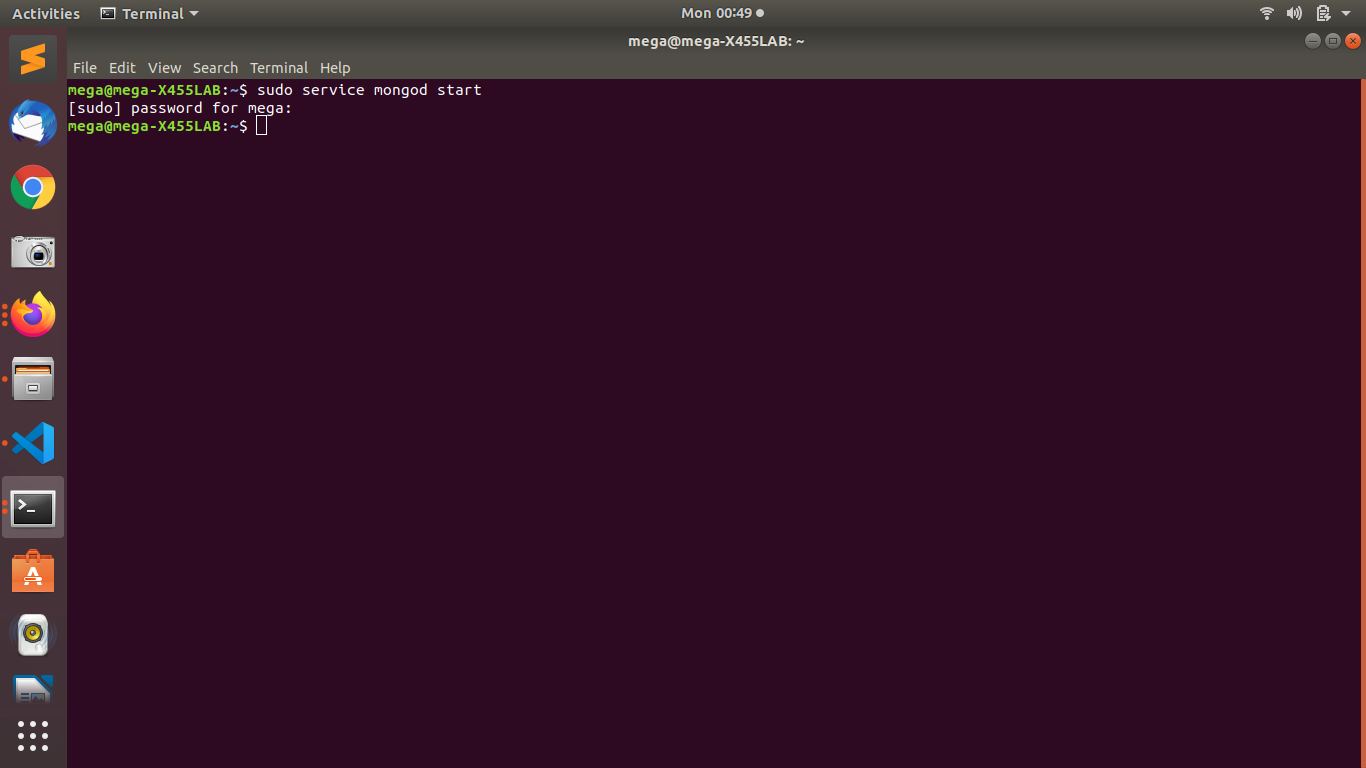 Activities Terminal Mon 00:49
mega@mega-X455LAB: ~
File Edit View Search Terminal Help
mega@mega-X455LAB:~$ sudo service mongod start
[sudo] password for mega:
mega@mega-X455LAB:~$